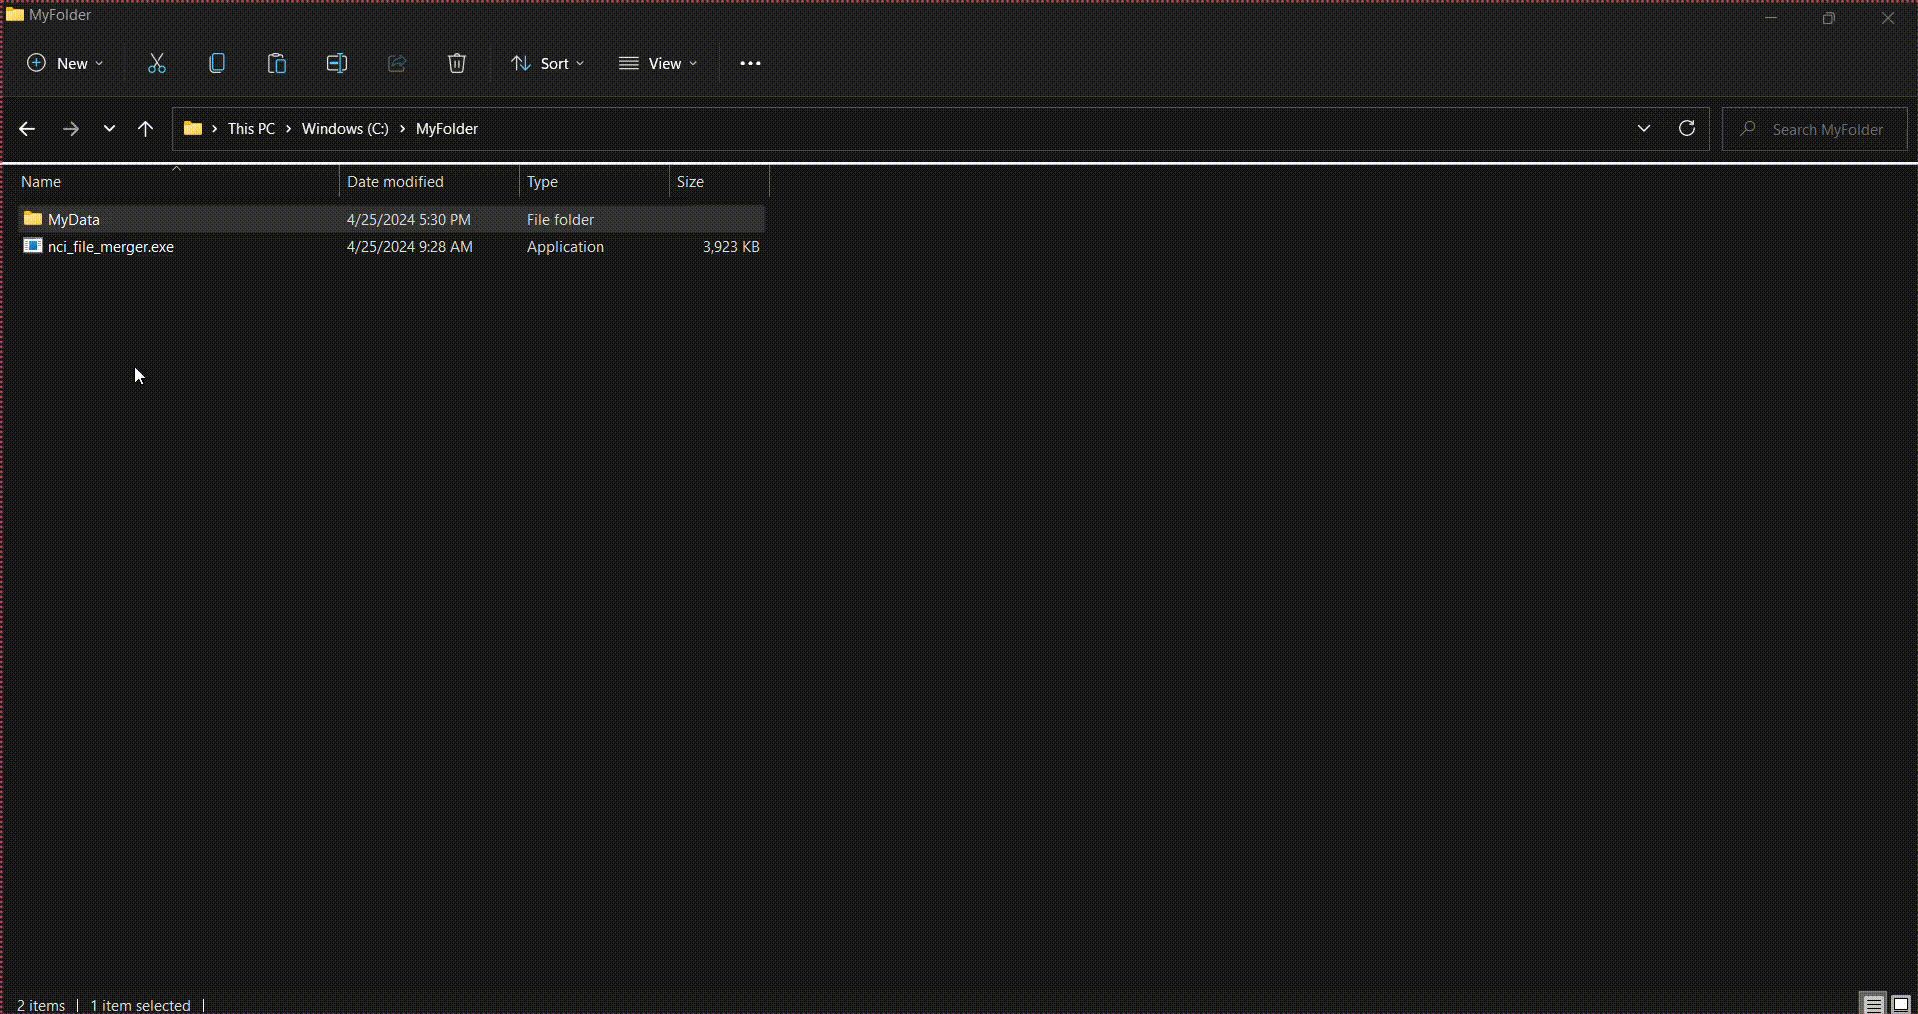 MyFolder
New
Sort
View
This PC > Windows (C:) > MyFolder
Search MyFolder
Name Date modified Type Size
MyData 4/25/2024 5:30 PM File folder
nci_file_merger.exe 4/25/2024 9:28 AM Application 3,923 KB
2 items | 1 item selected |